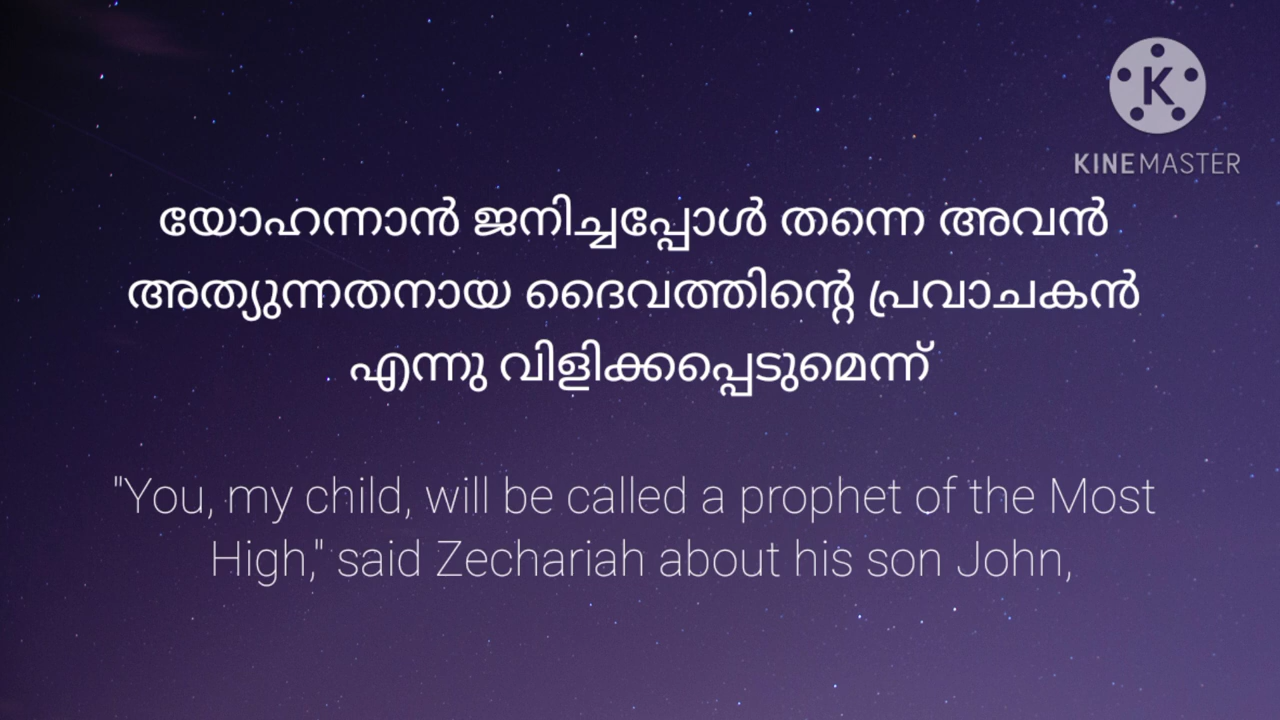 K
KINEMASTER
യോഹന്നാൻ ജനിച്ചപ്പോൾ തന്നെ അവൻ
അത്യുന്നതനായ ദൈവത്തിന്റെ പ്രവാചകൻ
എന്നു വിളിക്കപ്പെടുമെന്ന്
"You, my child, will be called a prophet of the Most
High," said Zechariah about his son John,